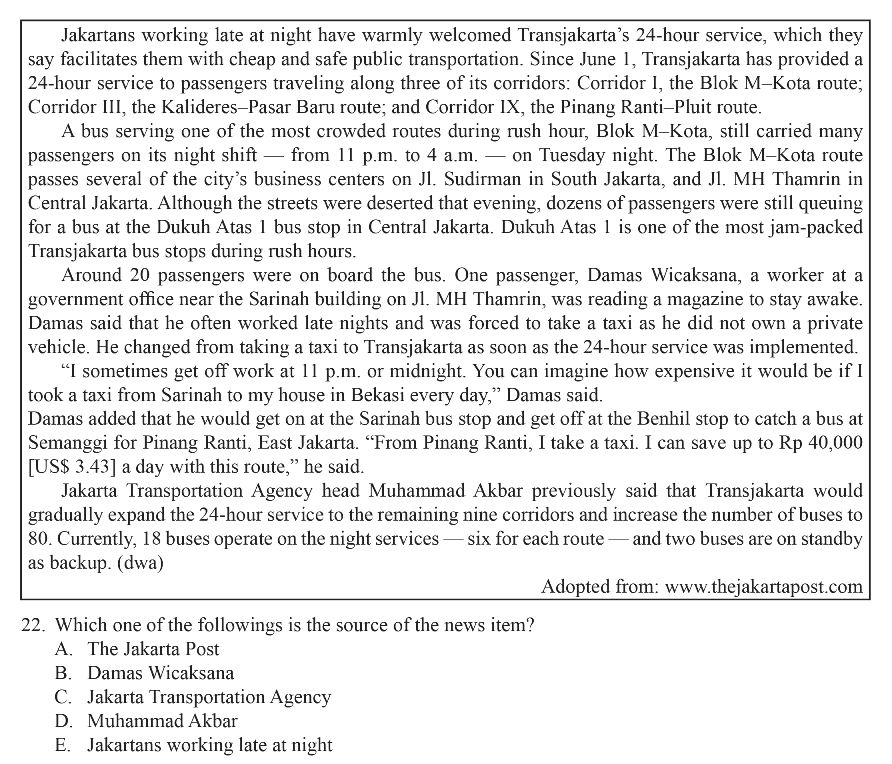 Jakartans working late at night have warmly welcomed Transjakarta’s 24-hour service, which they
say facilitates them with cheap and safe public transportation. Since June 1, Transjakarta has provided a
24-hour service to passengers traveling along three of its corridors: Corridor I, the Blok M–Kota route;
Corridor III, the Kalideres–Pasar Baru route; and Corridor IX, the Pinang Ranti–Pluit route.
A bus serving one of the most crowded routes during rush hour, Blok M–Kota, still carried many
passengers on its night shift — from 11 p.m. to 4 a.m. — on Tuesday night. The Blok M–Kota route
passes several of the city’s business centers on Jl. Sudirman in South Jakarta, and Jl. MH Thamrin in
Central Jakarta. Although the streets were deserted that evening, dozens of passengers were still queuing
for a bus at the Dukuh Atas 1 bus stop in Central Jakarta. Dukuh Atas 1 is one of the most jam-packed
Transjakarta bus stops during rush hours.
Around 20 passengers were on board the bus. One passenger, Damas Wicaksana, a worker at a
government office near the Sarinah building on Jl. MH Thamrin, was reading a magazine to stay awake.
Damas said that he often worked late nights and was forced to take a taxi as he did not own a private
vehicle. He changed from taking a taxi to Transjakarta as soon as the 24-hour service was implemented.
“I sometimes get off work at 11 p.m. or midnight. You can imagine how expensive it would be if I
took a taxi from Sarinah to my house in Bekasi every day,” Damas said.
Damas added that he would get on at the Sarinah bus stop and get off at the Benhil stop to catch a bus at
Semanggi for Pinang Ranti, East Jakarta. “From Pinang Ranti, I take a taxi. I can save up to Rp 40,000
[US$ 3.43] a day with this route,” he said.
Jakarta Transportation Agency head Muhammad Akbar previously said that Transjakarta would
gradually expand the 24-hour service to the remaining nine corridors and increase the number of buses to
80. Currently, 18 buses operate on the night services — six for each route — and two buses are on standby
as backup. (dwa)
Adopted from: www.thejakartapost.com
22. Which one of the followings is the source of the news item?
A. The Jakarta Post
B. Damas Wicaksana
C. Jakarta Transportation Agency
D. Muhammad Akbar
E. Jakartans working late at night